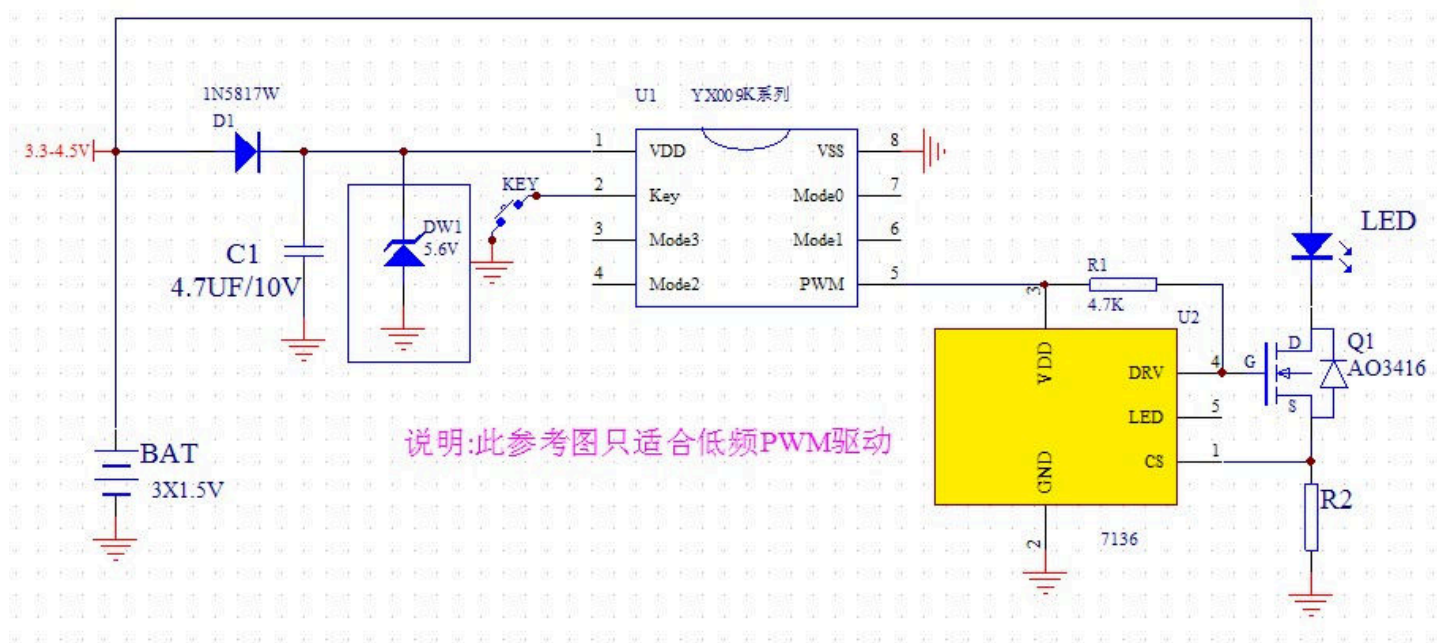 1N5817W
D1
3.3-4.5V
C1
4.7UF/10V
DW1
5.6V
KEY
U1 YX009K系列
1 VDD VSS 8
2 Key Mode0 7
3 Mode3 Mode1 6
4 Mode2 PWM 5
R1
4.7K
LED
U2
3 VDD
DRV 4
LED 5
CS 1
GND 2
7136
G D S
Q1
AO3416
R2
说明:此参考图只适合低频PWM驱动
BAT
3X1.5V